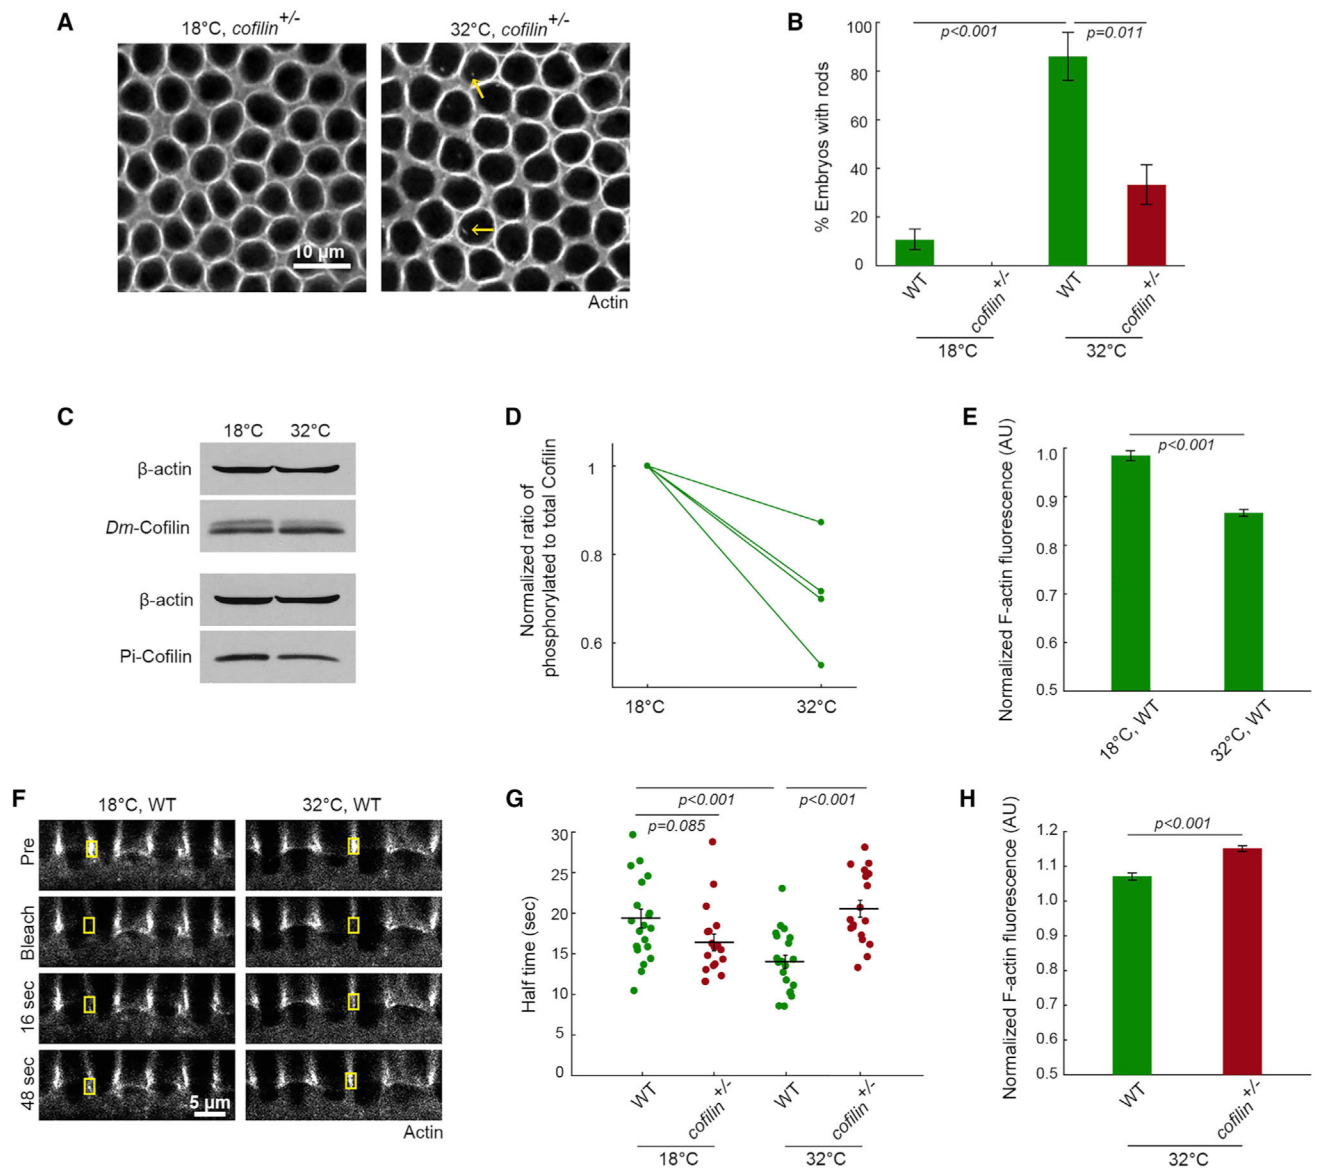 A
18°C, cofilin+/-
32°C, cofilin+/-
10 µm
Actin
B
% Embryos with rods
100
80
60
40
20
0
p<0.001
p=0.011
WT
cofilin +/-
WT
cofilin +/-
18°C
32°C
C
18°C 32°C
β-actin
Dm-Cofilin
β-actin
Pi-Cofilin
D
Normalized ratio of
phosphorylated to total Cofilin
1
0.8
0.6
18°C
32°C
E
Normalized F-actin fluorescence (AU)
p<0.001
1.0
0.9
0.8
0.7
0.6
0.5
18°C, WT
32°C, WT
F
18°C, WT
32°C, WT
Pre
Bleach
16 sec
48 sec
5 µm
Actin
G
Half time (sec)
p<0.001
p<0.001
p=0.085
30
25
20
15
10
5
0
WT
cofilin +/-
WT
cofilin +/-
18°C
32°C
H
Normalized F-actin fluorescence (AU)
p<0.001
1.2
1.1
1.0
0.9
0.8
0.7
0.6
0.5
WT
cofilin +/-
32°C